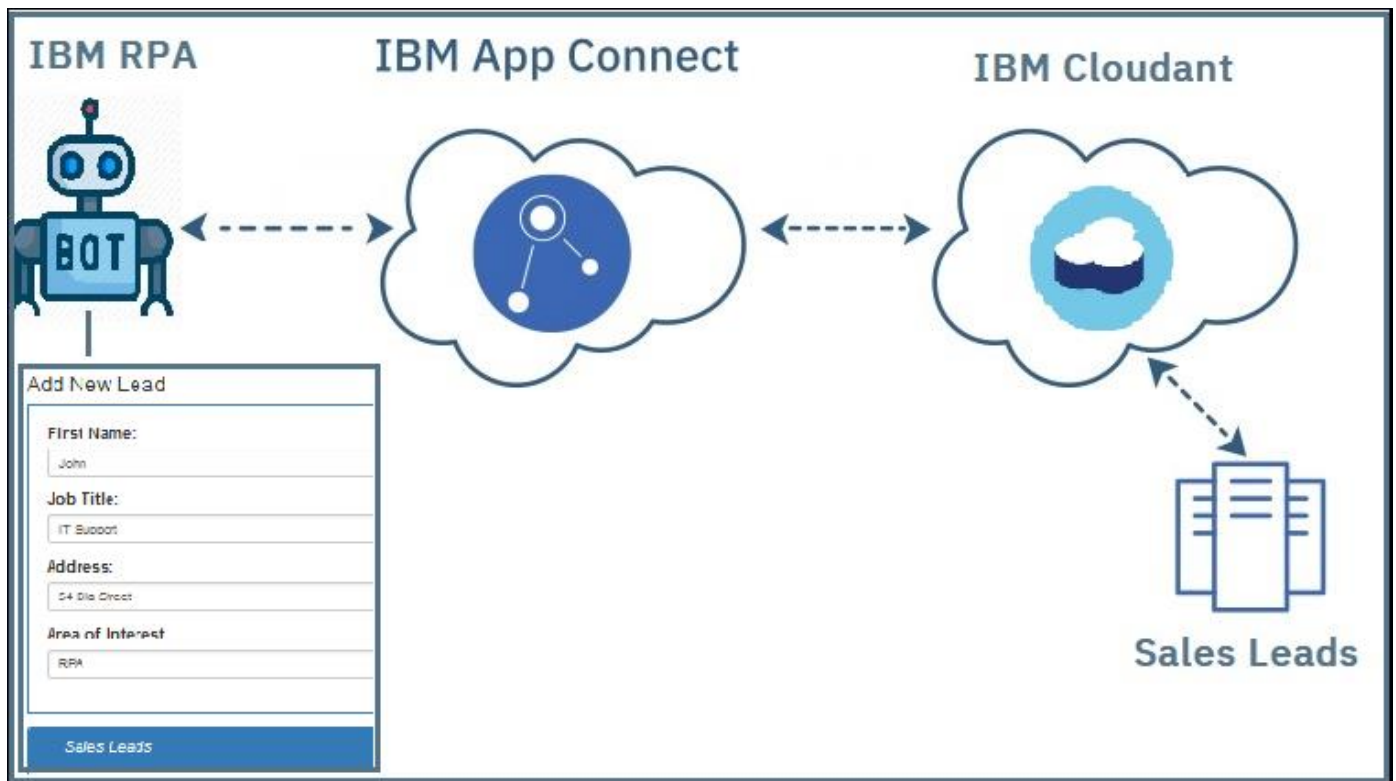 IBM RPA
IBM App Connect
IBM Cloudant
BOT
Add New Lead
First Name:
John
Job Title:
IT Support
Address:
Street
Area of Interest
RPA
Sales Leads
Sales Leads